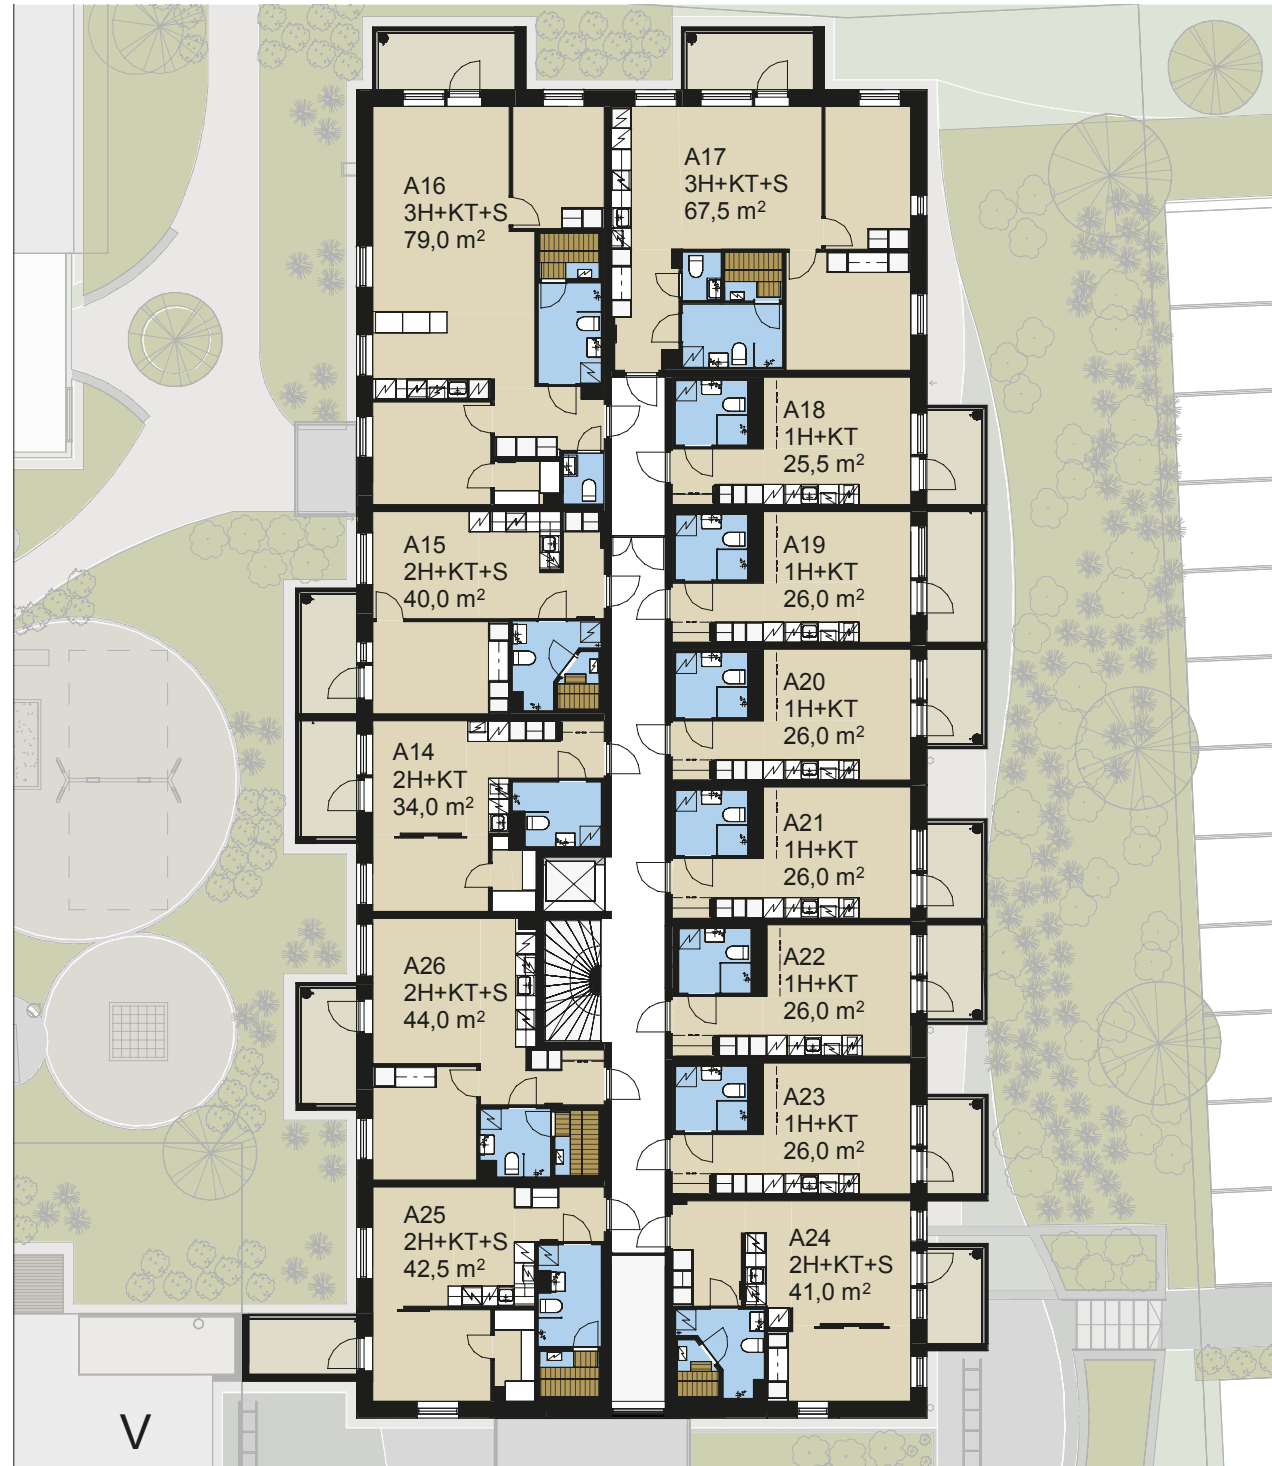 A16
3H+KT+S
79,0 m²
A17
3H+KT+S
67,5 m²
A18
1H+KT
25,5 m²
A15
2H+KT+S
40,0 m²
A19
1H+KT
26,0 m²
A20
1H+KT
26,0 m²
A14
2H+KT
34,0 m²
A21
1H+KT
26,0 m²
A26
2H+KT+S
44,0 m²
A22
1H+KT
26,0 m²
A23
1H+KT
26,0 m²
A25
2H+KT+S
42,5 m²
A24
2H+KT+S
41,0 m²
V